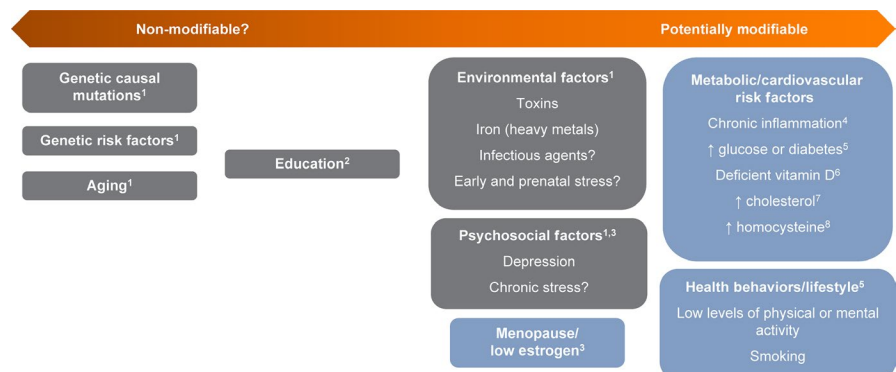 Non-modifiable?
Potentially modifiable
Genetic causal
mutations¹
Genetic risk factors¹
Aging¹
Education²
Environmental factors¹
Toxins
Iron (heavy metals)
Infectious agents?
Early and prenatal stress?
Psychosocial factors¹,³
Depression
Chronic stress?
Menopause/
low estrogen³
Metabolic/cardiovascular
risk factors
Chronic inflammation⁴
↑ glucose or diabetes⁵
Deficient vitamin D⁶
↑ cholesterol⁷
↑ homocysteine⁸
Health behaviors/lifestyle⁵
Low levels of physical or mental
activity
Smoking